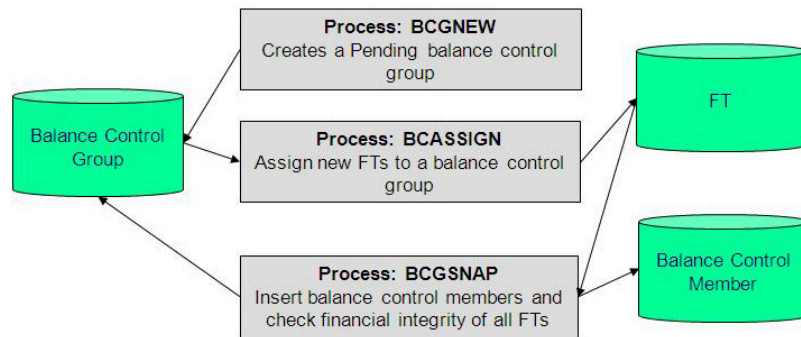 Process: BCGNEW
Creates a Pending balance control
group
Balance Control
Group
FT
Process: BCASSIGN
Assign new FTs to a balance control
group
Process: BCGSNAP
Insert balance control members and
check financial integrity of all FTs
Balance Control
Member